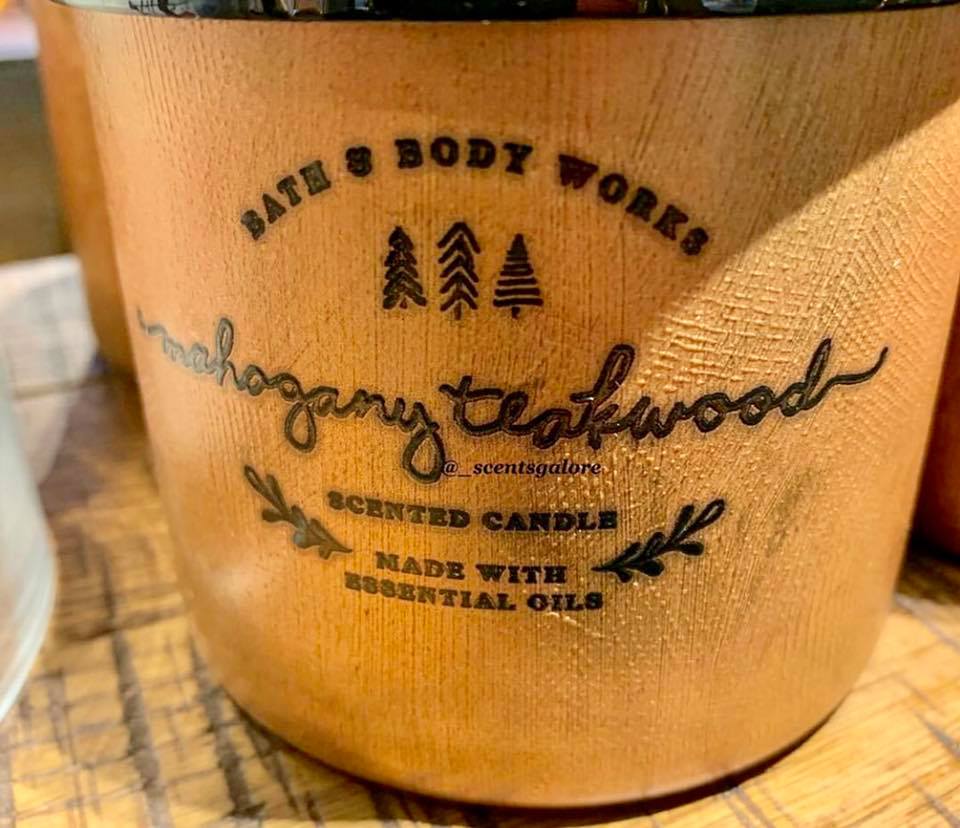 BATH & BODY WORKS
mahogany teakwood
@_scentsgalore
SCENTED CANDLE
MADE WITH
ESSENTIAL OILS